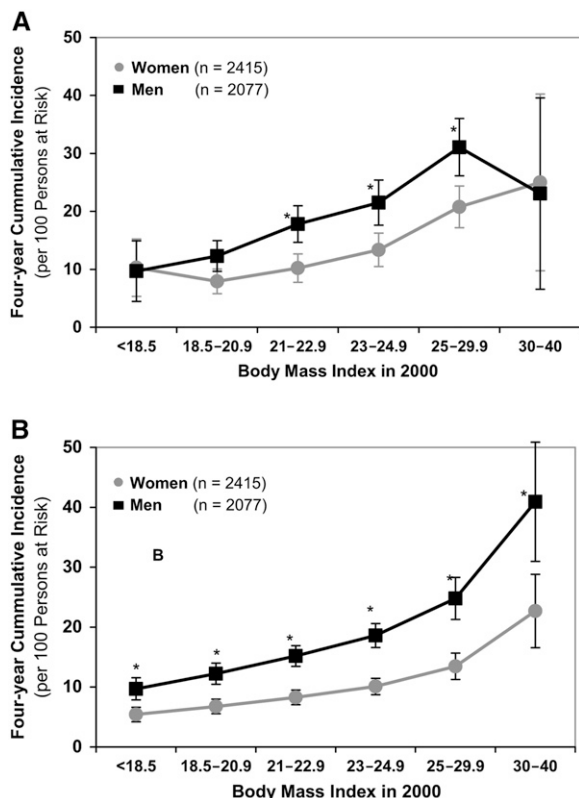 A
50
40
30
20
10
0
Four-year Cummulative Incidence
(per 100 Persons at Risk)
Women (n = 2415)
Men (n = 2077)
*
*
*
<18.5
18.5–20.9
21–22.9
23–24.9
25–29.9
30–40
Body Mass Index in 2000
B
50
40
30
20
10
0
Four-year Cummulative Incidence
(per 100 Persons at Risk)
Women (n = 2415)
Men (n = 2077)
B
*
*
*
*
*
*
<18.5
18.5–20.9
21–22.9
23–24.9
25–29.9
30–40
Body Mass Index in 2000